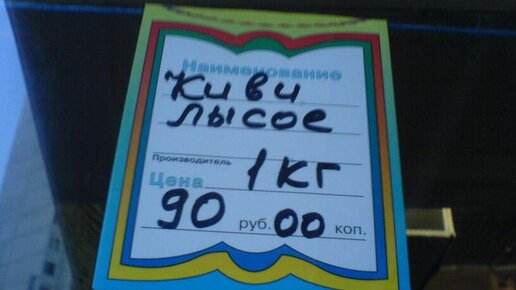 Наименование
Киви
лысое
Производитель 1 кг
Цена
90 руб. 00 коп.